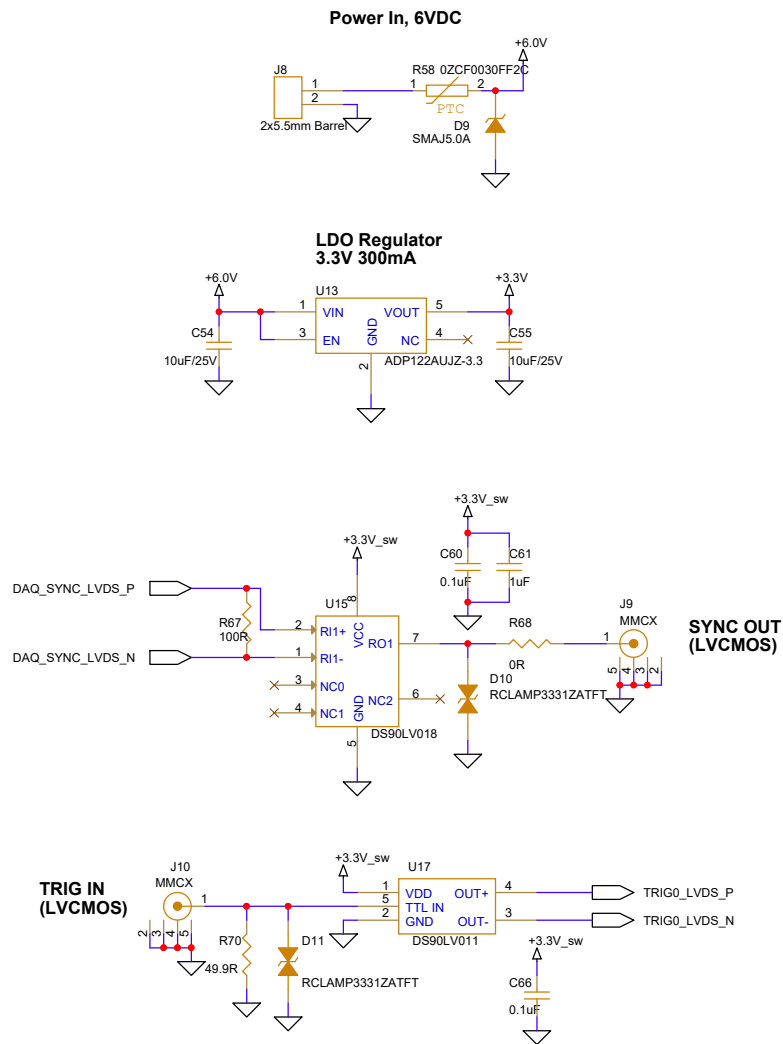 Power In, 6VDC
+6.0V
J8
R58 0ZCF0030FF2C
1
1
2
2
PTC
2x5.5mm Barrel
D9
SMAJ5.0A
LDO Regulator
3.3V 300mA
+6.0V
+3.3V
U13
1
VIN
VOUT
5
C54
C55
3
EN
GND
NC
4
10uF/25V
ADP122AUJZ-3.3
10uF/25V
2
+3.3V_sw
+3.3V_sw
C60
C61
DAQ_SYNC_LVDS_P
0.1uF
1uF
U15
8
J9
R67
R68
MMCX
SYNC OUT
100R
2
RI1+
VCC
RO1
7
1
(LVCMOS)
DAQ_SYNC_LVDS_N
1
RI1-
0R
5
4
3
2
3
NC0
D10
4
NC1
GND
NC2
6
RCLAMP3331ZATFT
5
DS90LV018
+3.3V_sw
U17
J10
TRIG IN
MMCX
1
VDD
OUT+
4
TRIG0_LVDS_P
(LVCMOS)
1
5
TTL IN
2
GND
OUT-
3
TRIG0_LVDS_N
2
3
4
5
R70
D11
DS90LV011
+3.3V_sw
49.9R
RCLAMP3331ZATFT
C66
0.1uF